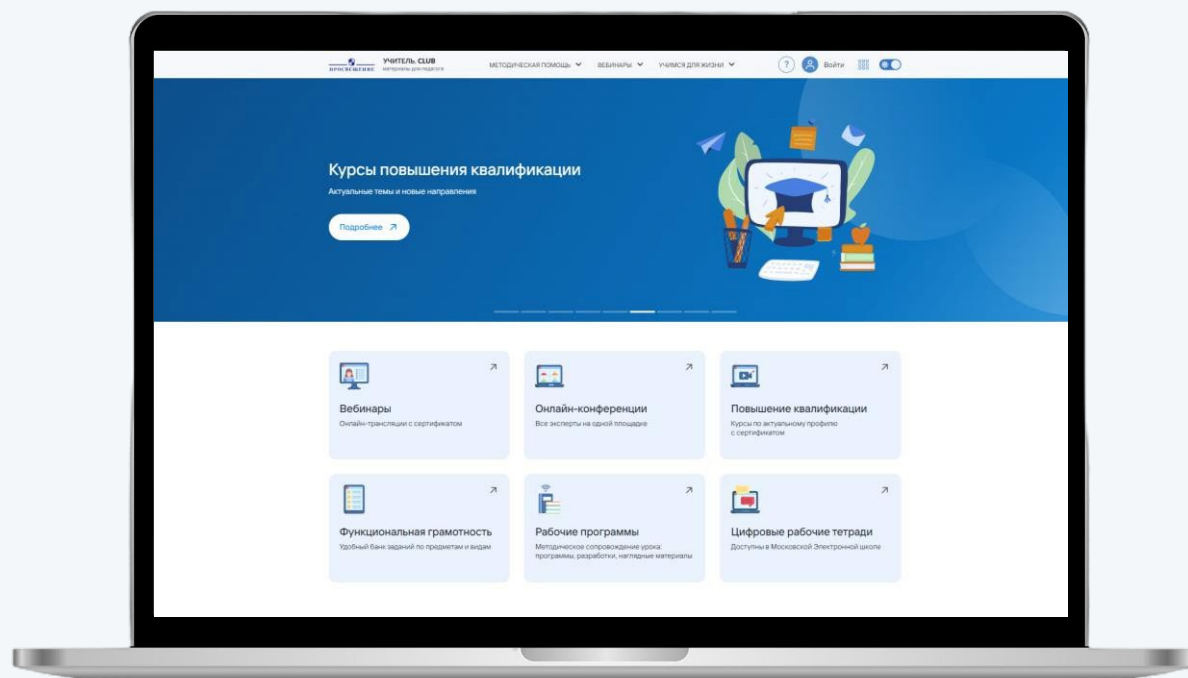 ПРОСВЕЩЕНИЕ
УЧИТЕЛЬ. CLUB
материалы для педагога
МЕТОДИЧЕСКАЯ ПОМОЩЬ
ВЕБИНАРЫ
УЧИМСЯ ДЛЯ ЖИЗНИ
?
Войти
Курсы повышения квалификации
Актуальные темы и новые направления
Подробнее
Вебинары
Онлайн-трансляции с сертификатом
Онлайн-конференции
Все эксперты на одной площадке
Повышение квалификации
Курсы по актуальному профилю
с сертификатом
Функциональная грамотность
Удобный банк заданий по предметам и видам
Рабочие программы
Методическое сопровождение урока:
программы, разработки, наглядные материалы
Цифровые рабочие тетради
Доступны в Московской Электронной школе